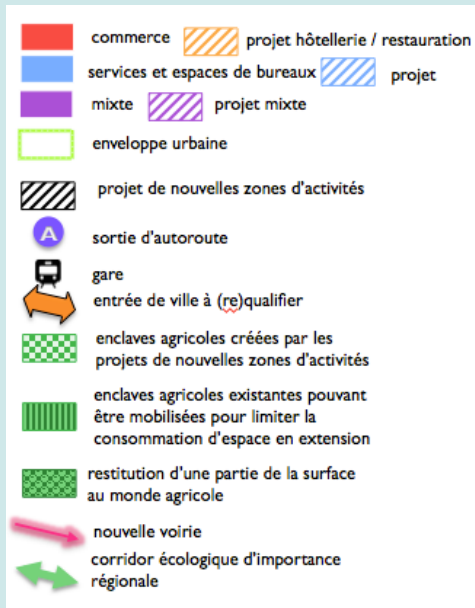 commerce projet hôtellerie / restauration
services et espaces de bureaux projet
mixte projet mixte
enveloppe urbaine
projet de nouvelles zones d'activités
A
sortie d'autoroute
gare
entrée de ville à (re)qualifier
enclaves agricoles créées par les
projets de nouvelles zones d'activités
enclaves agricoles existantes pouvant
être mobilisées pour limiter la
consommation d'espace en extension
restitution d'une partie de la surface
au monde agricole
nouvelle voirie
corridor écologique d'importance
régionale